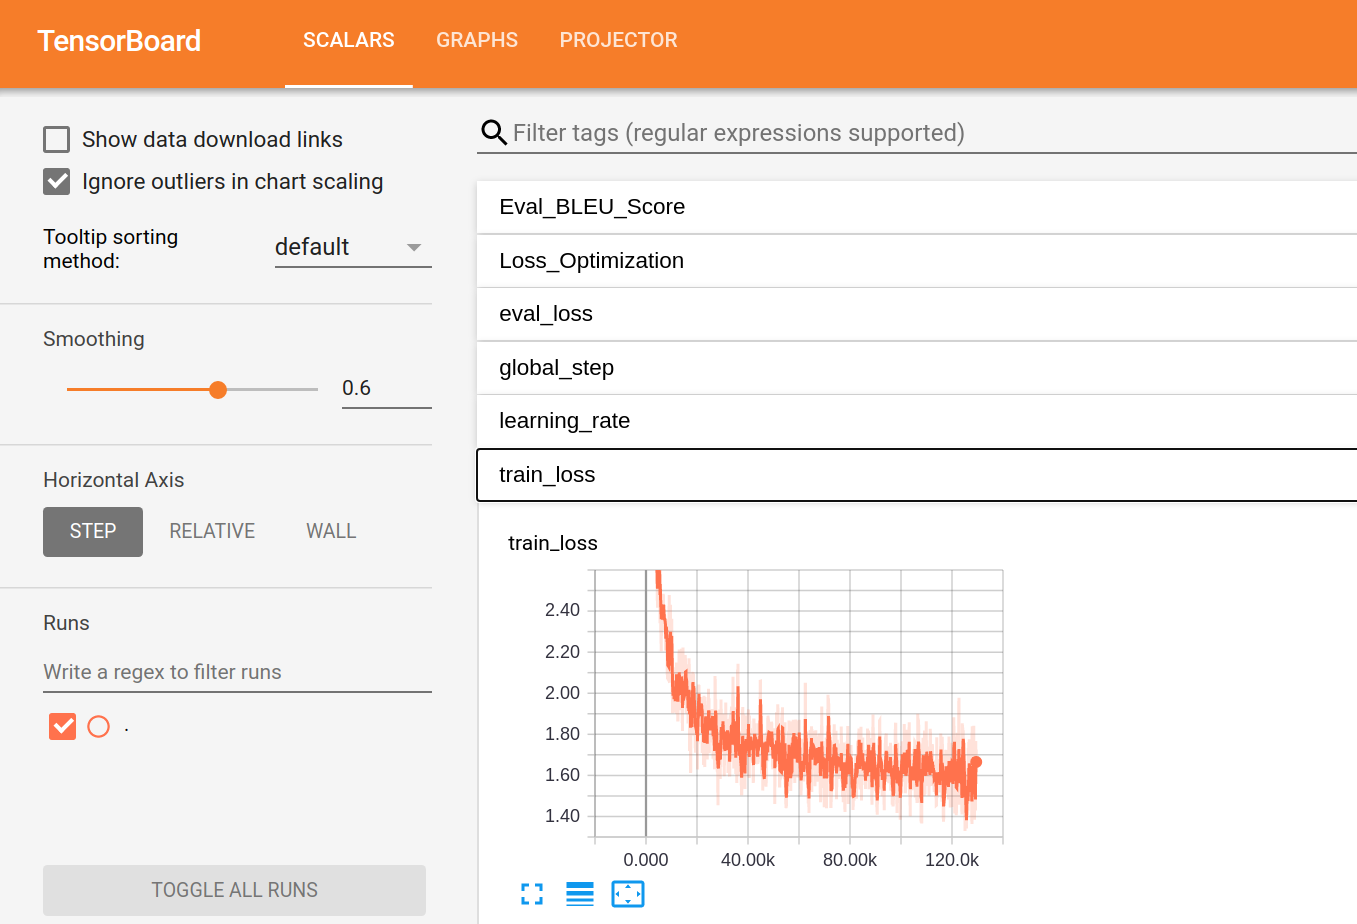 TensorBoard SCALARS GRAPHS PROJECTOR
Show data download links
Ignore outliers in chart scaling
Tooltip sorting
method:
default
Smoothing
0.6
Horizontal Axis
STEP RELATIVE WALL
Runs
Write a regex to filter runs
.
TOGGLE ALL RUNS
Filter tags (regular expressions supported)
Eval_BLEU_Score
Loss_Optimization
eval_loss
global_step
learning_rate
train_loss
train_loss
2.40
2.20
2.00
1.80
1.60
1.40
0.000 40.00k 80.00k 120.0k